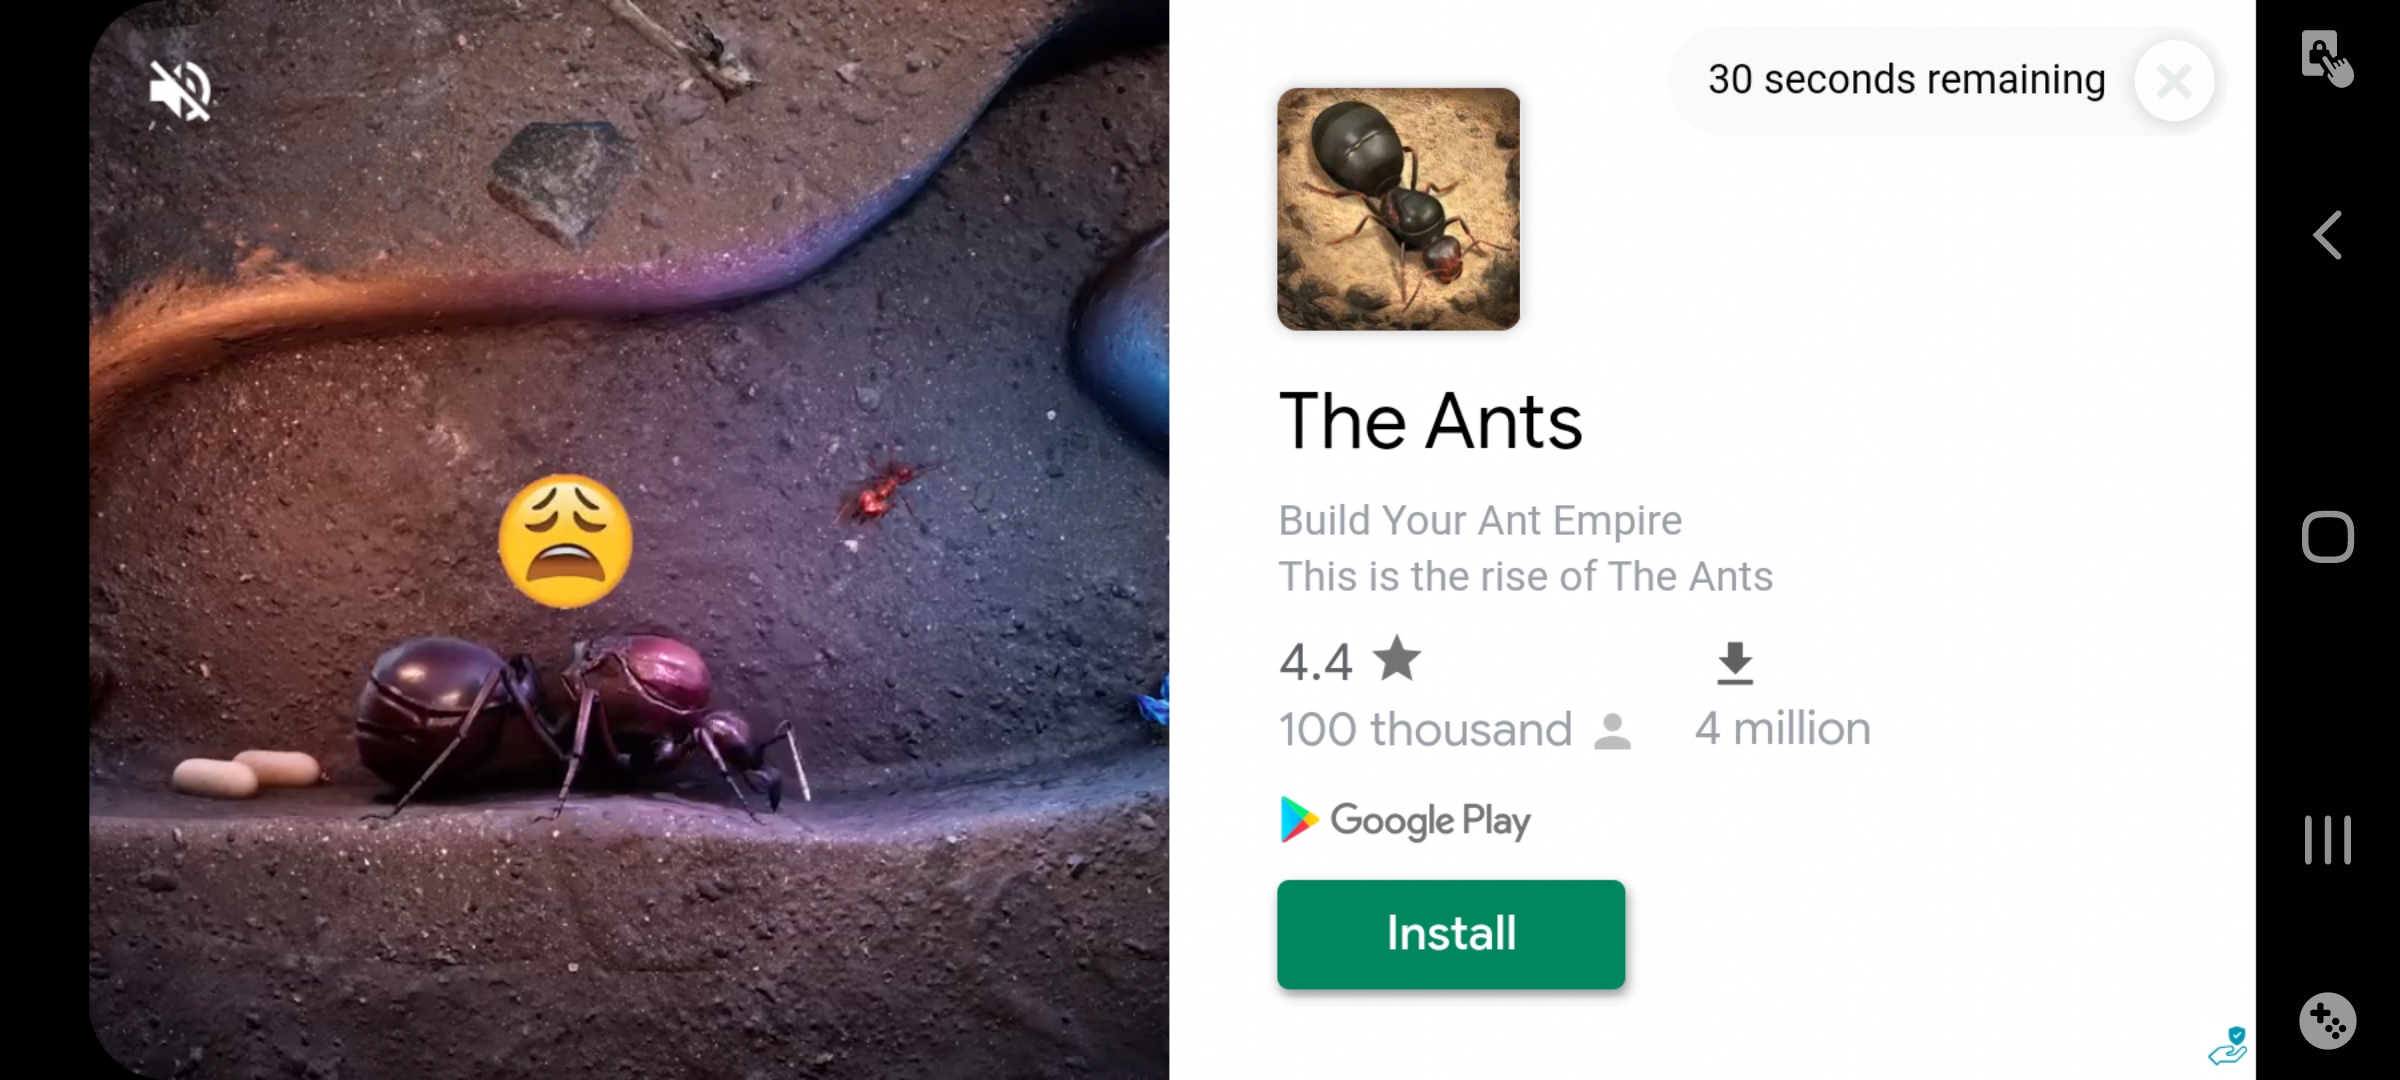 30 seconds remaining
The Ants
Build Your Ant Empire
This is the rise of The Ants
4.4
100 thousand
4 million
Google Play
Install